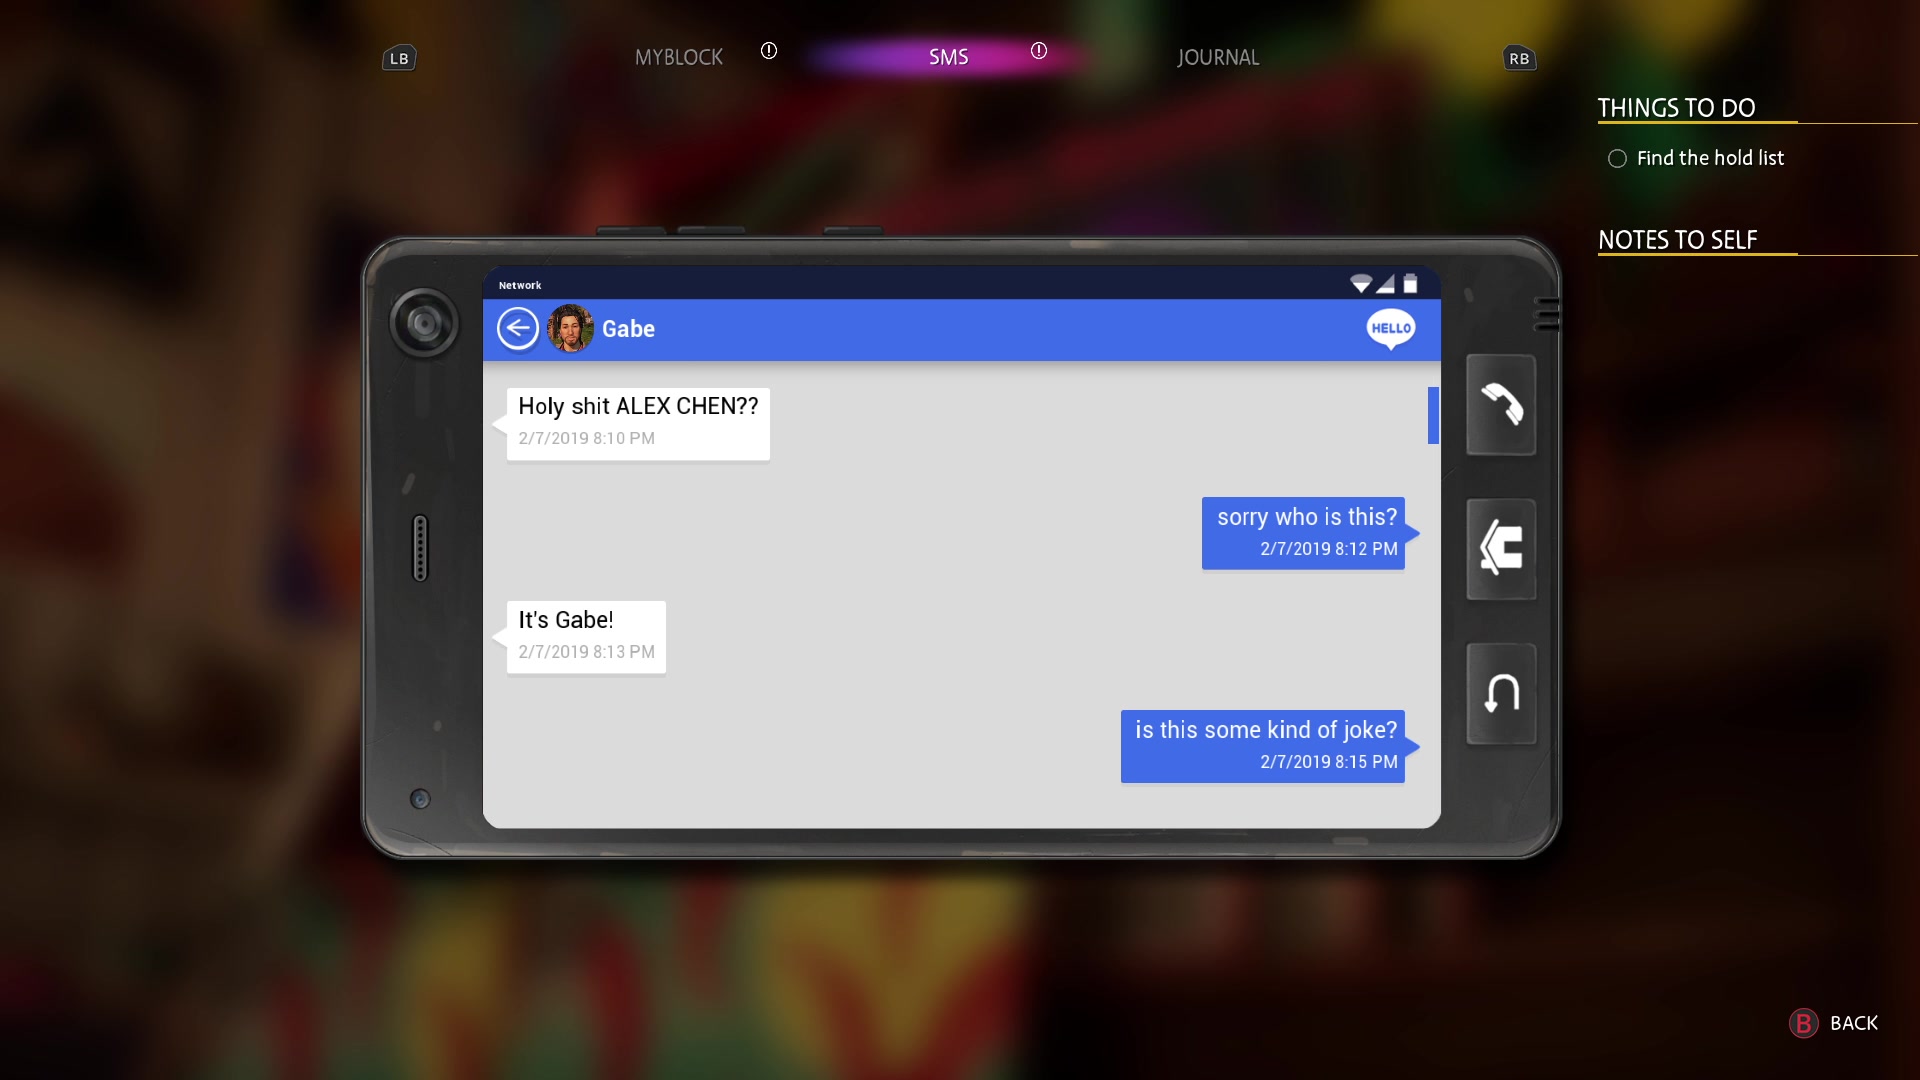 LB
MYBLOCK
SMS
JOURNAL
RB
THINGS TO DO
Find the hold list
NOTES TO SELF
Network
Gabe
HELLO
Holy shit ALEX CHEN??
2/7/2019 8:10 PM
sorry who is this?
2/7/2019 8:12 PM
It's Gabe!
2/7/2019 8:13 PM
is this some kind of joke?
2/7/2019 8:15 PM
B BACK